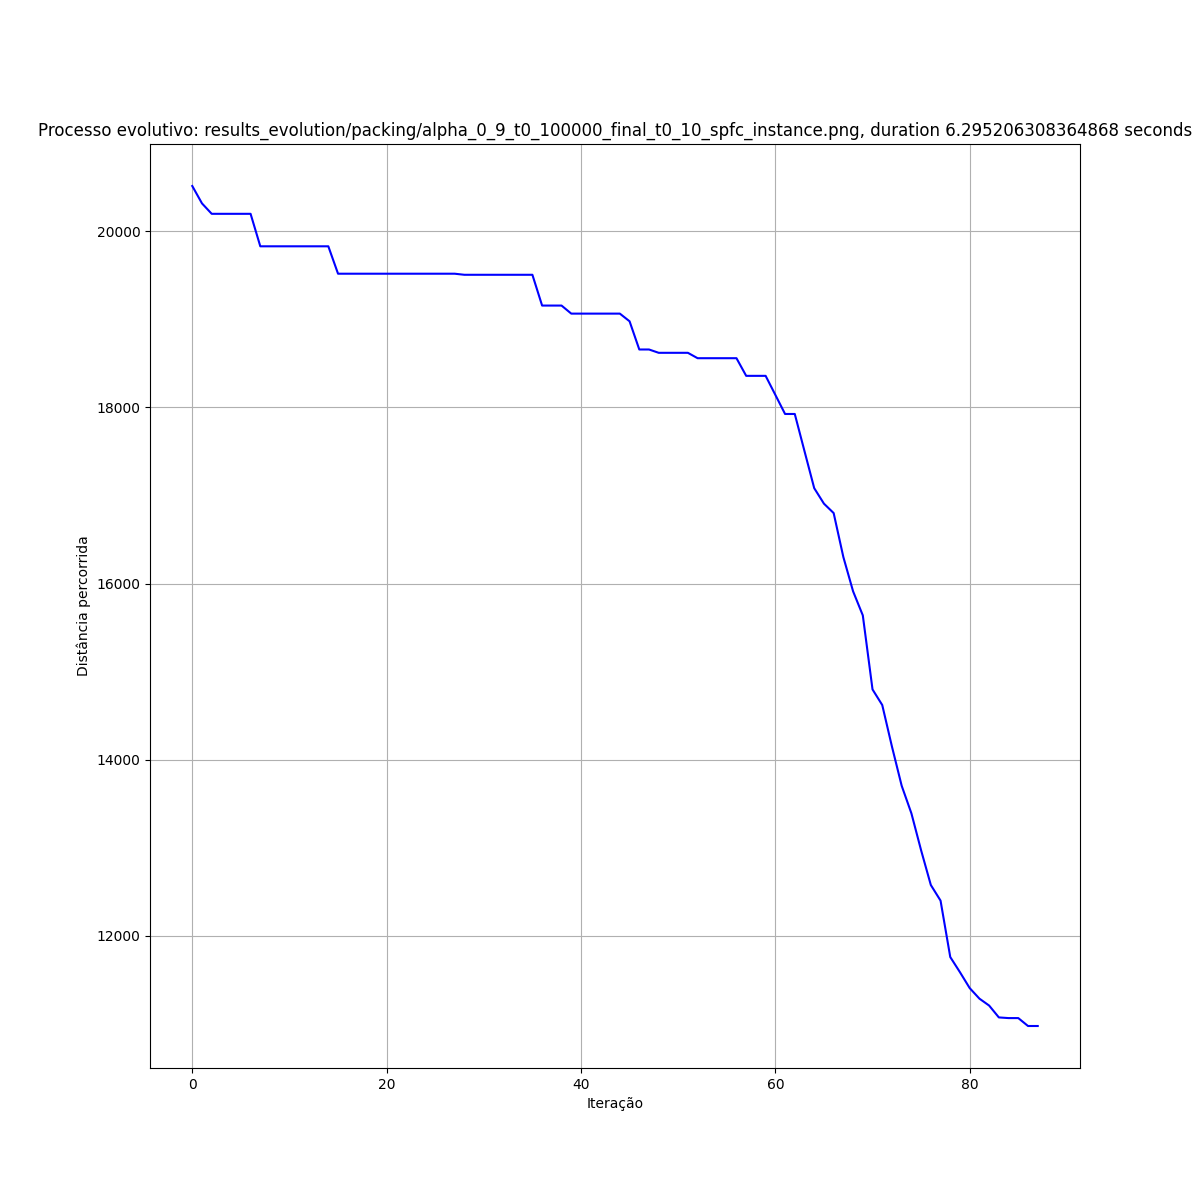 Processo evolutivo: results_evolution/packing/alpha_0_9_t0_100000_final_t0_10_spfc_instance.png, duration 6.295206308364868 seconds
20000
18000
16000
14000
12000
Distância percorrida
0 20 40 60 80
Iteração